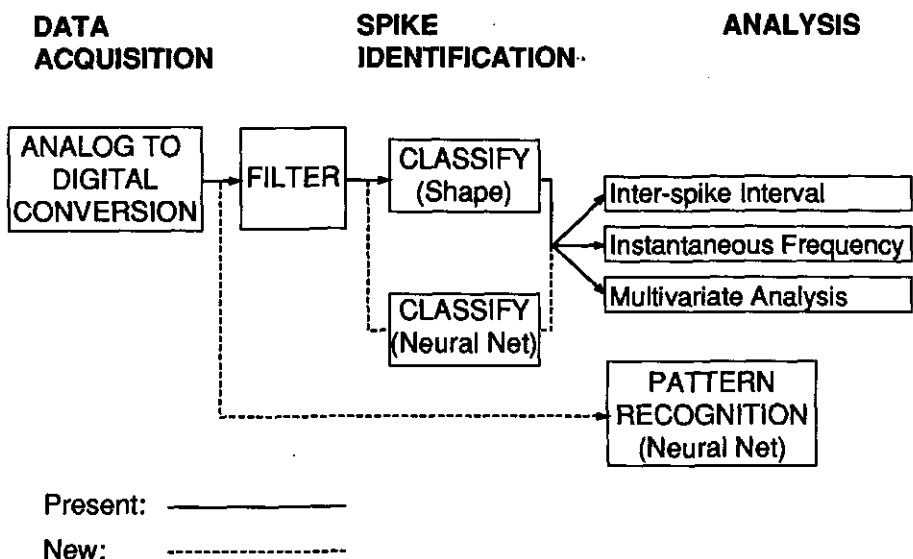 DATA
ACQUISITION
SPIKE
IDENTIFICATION
ANALYSIS
ANALOG TO
DIGITAL
CONVERSION
FILTER
CLASSIFY
(Shape)
Inter-spike Interval
Instantaneous Frequency
Multivariate Analysis
CLASSIFY
(Neural Net)
PATTERN
RECOGNITION
(Neural Net)
Present:
New: